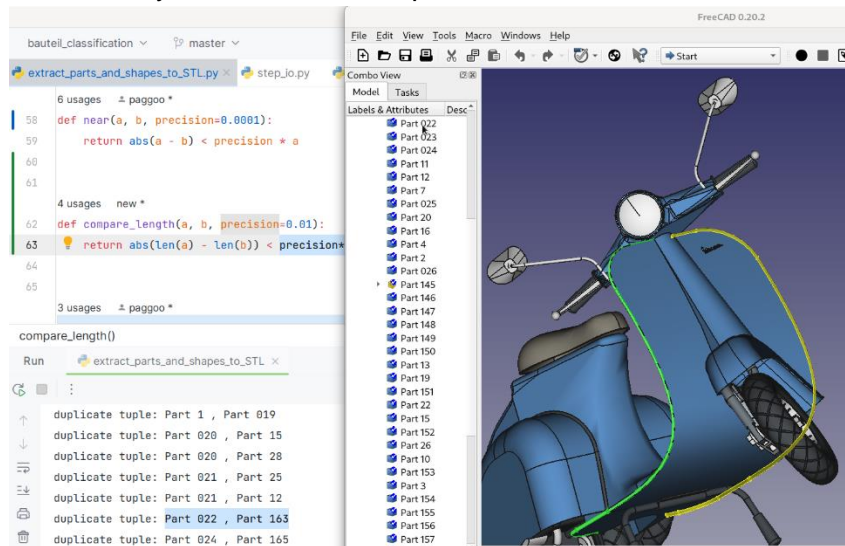 bauteil_classification
master
extract_parts_and_shapes_to_STL.py
step_io.py
6 usages paggoo *
58 def near(a, b, precision=0.0001):
59 return abs(a - b) < precision * a
60
61
4 usages new *
62 def compare_length(a, b, precision=0.01):
63 return abs(len(a) - len(b)) < precision*
64
65
3 usages paggoo *
compare_length()
Run extract_parts_and_shapes_to_STL
duplicate tuple: Part 1 , Part 019
duplicate tuple: Part 020 , Part 15
duplicate tuple: Part 020 , Part 28
duplicate tuple: Part 021 , Part 25
duplicate tuple: Part 021 , Part 12
duplicate tuple: Part 022 , Part 163
duplicate tuple: Part 024 , Part 165
FreeCAD 0.20.2
File Edit View Tools Macro Windows Help
Start
Combo View
Model Tasks
Labels & Attributes Desc
Part 022
Part 023
Part 024
Part 11
Part 12
Part 7
Part 025
Part 20
Part 16
Part 4
Part 2
Part 026
Part 145
Part 146
Part 147
Part 148
Part 149
Part 150
Part 13
Part 19
Part 151
Part 22
Part 15
Part 152
Part 26
Part 10
Part 153
Part 3
Part 154
Part 155
Part 156
Part 157